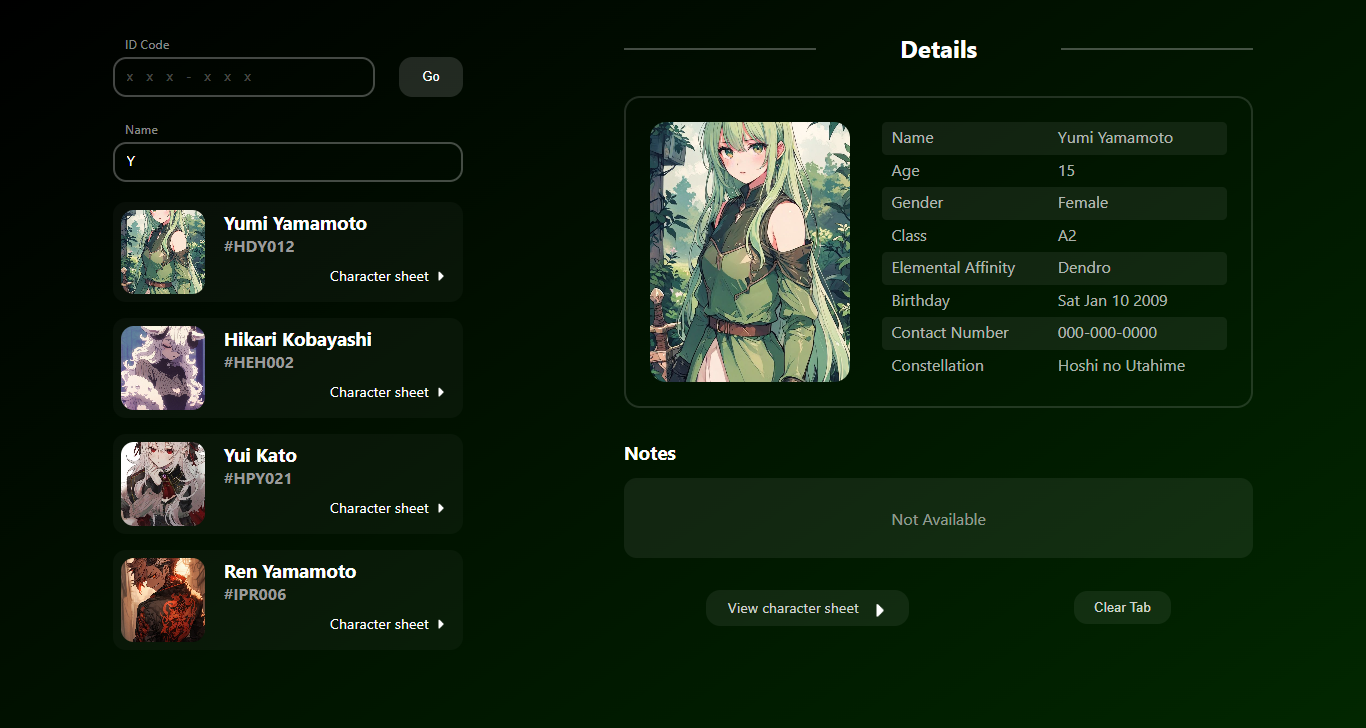 ID Code
x x x - x x x
Go
Name
Y
Yumi Yamamoto
#HDY012
Character sheet
Hikari Kobayashi
#HEH002
Character sheet
Yui Kato
#HPY021
Character sheet
Ren Yamamoto
#IPR006
Character sheet
Details
Name Yumi Yamamoto
Age 15
Gender Female
Class A2
Elemental Affinity Dendro
Birthday Sat Jan 10 2009
Contact Number 000-000-0000
Constellation Hoshi no Utahime
Notes
Not Available
View character sheet
Clear Tab